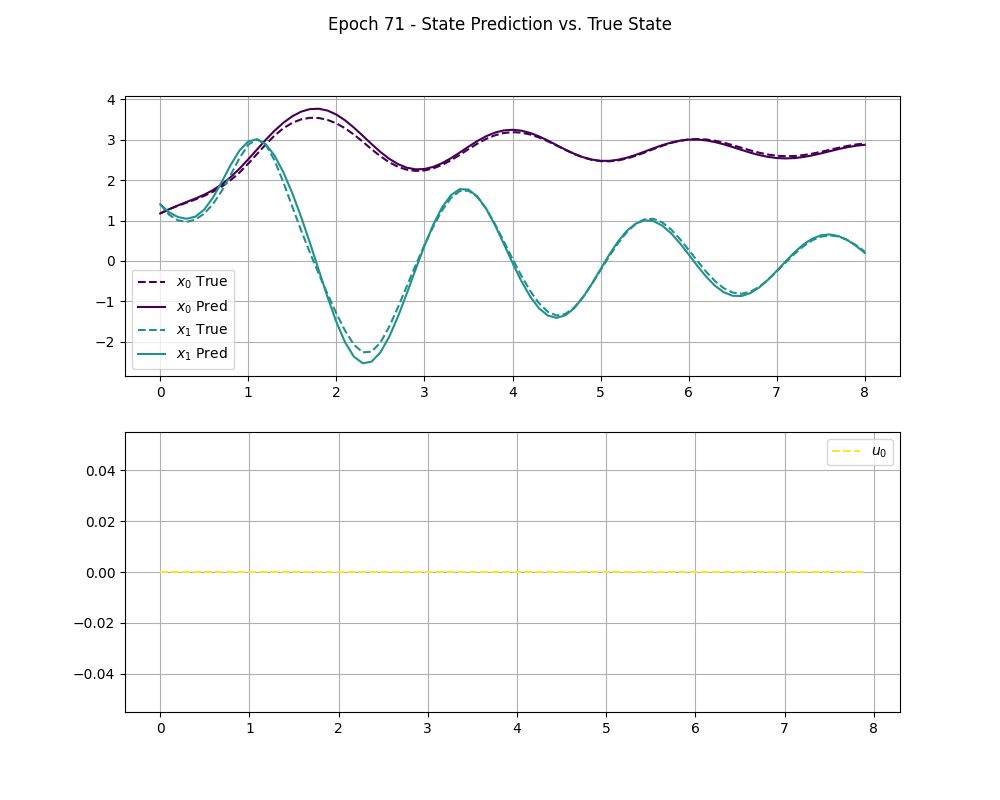 Epoch 71 - State Prediction vs. True State
4
3
2
1
0
−1
−2
x₀ True
x₀ Pred
x₁ True
x₁ Pred
0 1 2 3 4 5 6 7 8
u₀
0.04
0.02
0.00
−0.02
−0.04
0 1 2 3 4 5 6 7 8